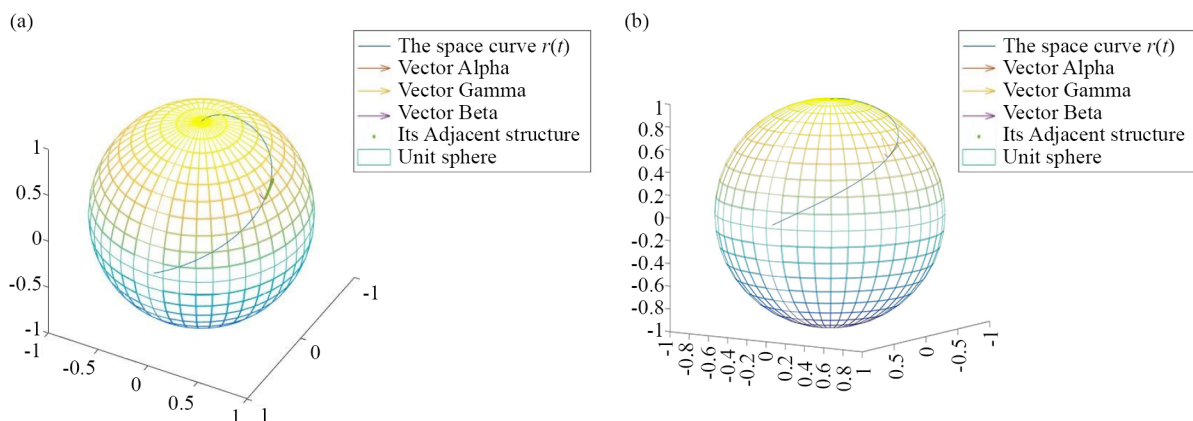 (a)
The space curve r(t)
Vector Alpha
Vector Gamma
Vector Beta
Its Adjacent structure
Unit sphere
1
0.5
0
-0.5
-1
-1
-0.5
0
0.5
1
1
0
-1
(b)
The space curve r(t)
Vector Alpha
Vector Gamma
Vector Beta
Its Adjacent structure
Unit sphere
1
0.8
0.6
0.4
0.2
0
-0.2
-0.4
-0.6
-0.8
-1
-1
-0.8
-0.6
-0.4
-0.2
0
0.2
0.4
0.6
0.8
1
0.5
0
-0.5
-1